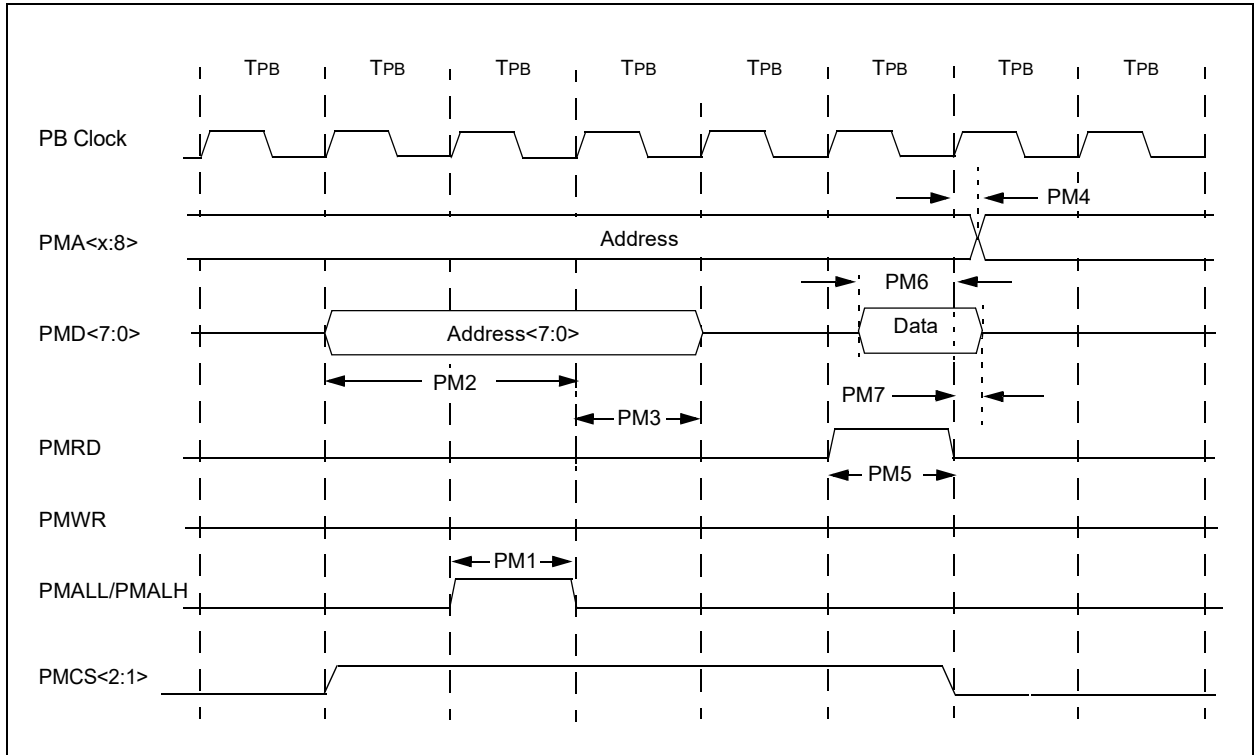 TPB TPB TPB TPB TPB TPB TPB TPB
PB Clock
PM4
PMA<x:8>
Address
PM6
PMD<7:0>
Address<7:0>
Data
PM2
PM7
PM3
PMRD
PM5
PMWR
PM1
PMALL/PMALH
PMCS<2:1>